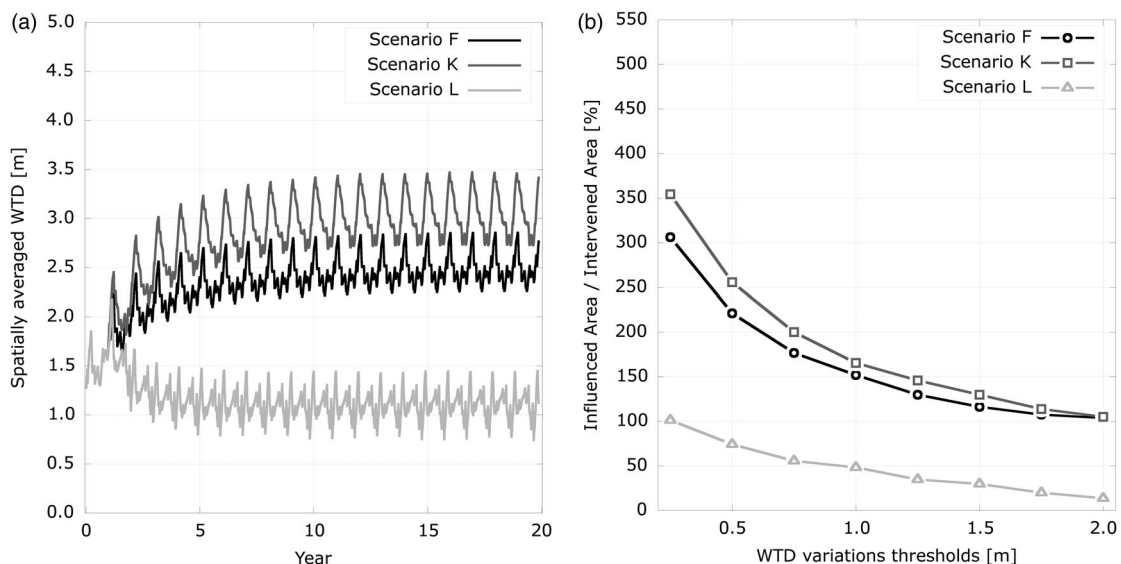 (a)
Spatially averaged WTD [m]
5.0
4.5
4.0
3.5
3.0
2.5
2.0
1.5
1.0
0.5
0.0
Scenario F
Scenario K
Scenario L
0 5 10 15 20
Year
(b)
Influenced Area / Intervened Area [%]
550
500
450
400
350
300
250
200
150
100
50
0
Scenario F
Scenario K
Scenario L
0.5 1.0 1.5 2.0
WTD variations thresholds [m]